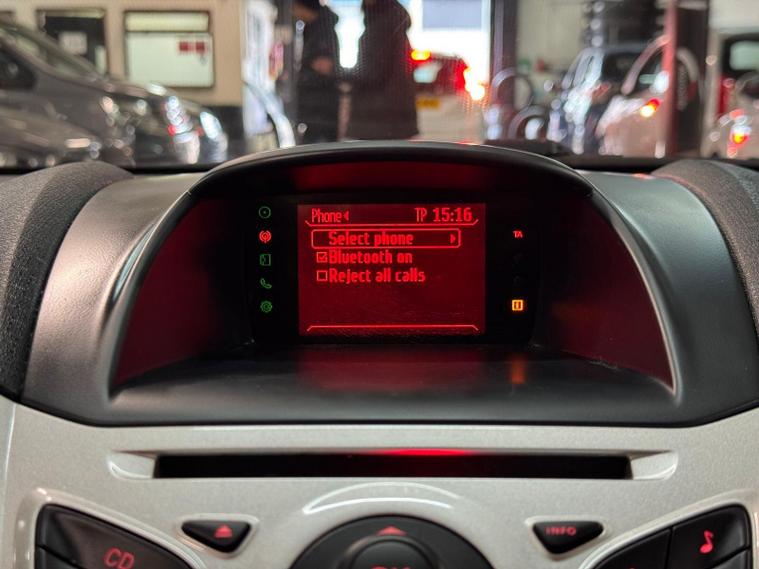 Phone TP 15:16
Select phone
TA
Bluetooth on
Reject all calls
INFO
CD